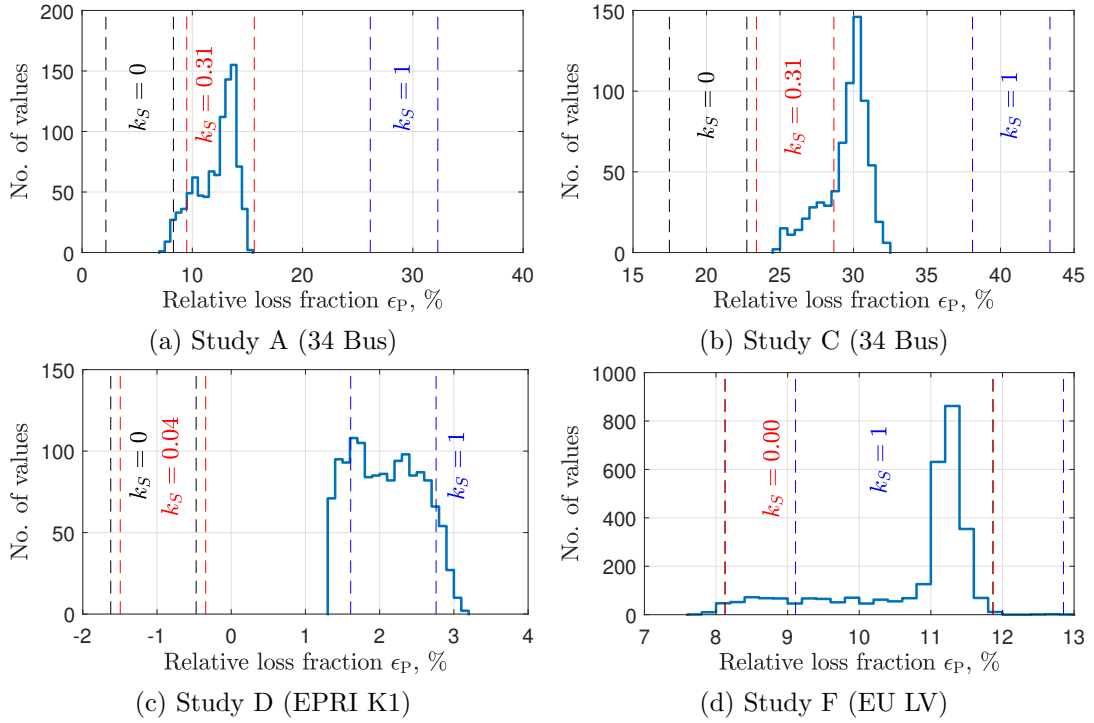 200
150
100
50
0
No. of values
k_S = 0
k_S = 0.31
k_S = 1
0 10 20 30 40
Relative loss fraction ϵ_P, %
(a) Study A (34 Bus)
150
100
50
0
No. of values
k_S = 0
k_S = 0.31
k_S = 1
15 20 25 30 35 40 45
Relative loss fraction ϵ_P, %
(b) Study C (34 Bus)
150
100
50
0
No. of values
k_S = 0
k_S = 0.04
k_S = 1
-2 -1 0 1 2 3 4
Relative loss fraction ϵ_P, %
(c) Study D (EPRI K1)
1000
800
600
400
200
0
No. of values
k_S = 0.00
k_S = 1
7 8 9 10 11 12 13
Relative loss fraction ϵ_P, %
(d) Study F (EU LV)